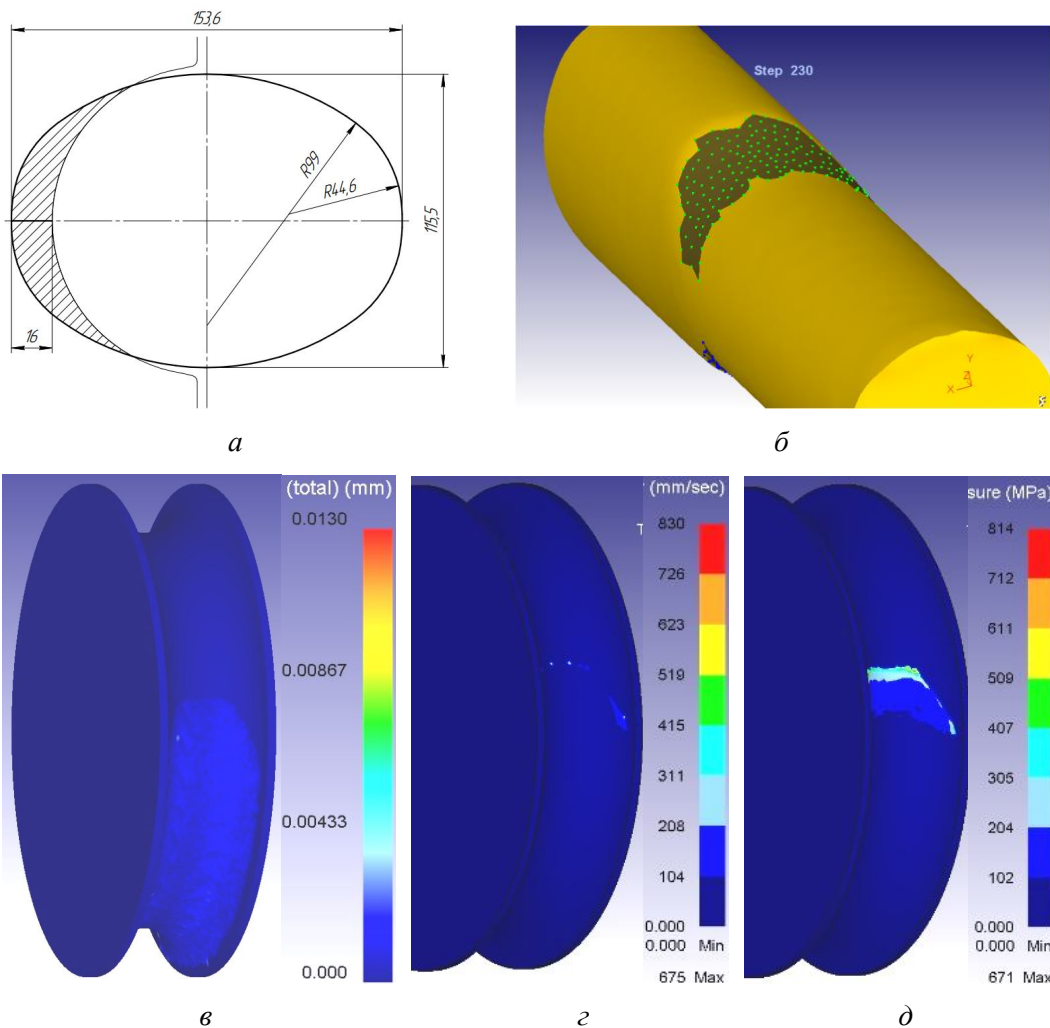 153,6
R99
R44,6
115,5
16
а
Step 230
Y
Z
X
б
(total) (mm)
0.0130
0.00867
0.00433
0.000
в
(mm/sec)
830
726
623
519
415
311
208
104
0.000
0.000 Min
675 Max
г
sure (MPa)
814
712
611
509
407
305
204
102
0.000
0.000 Min
671 Max
д